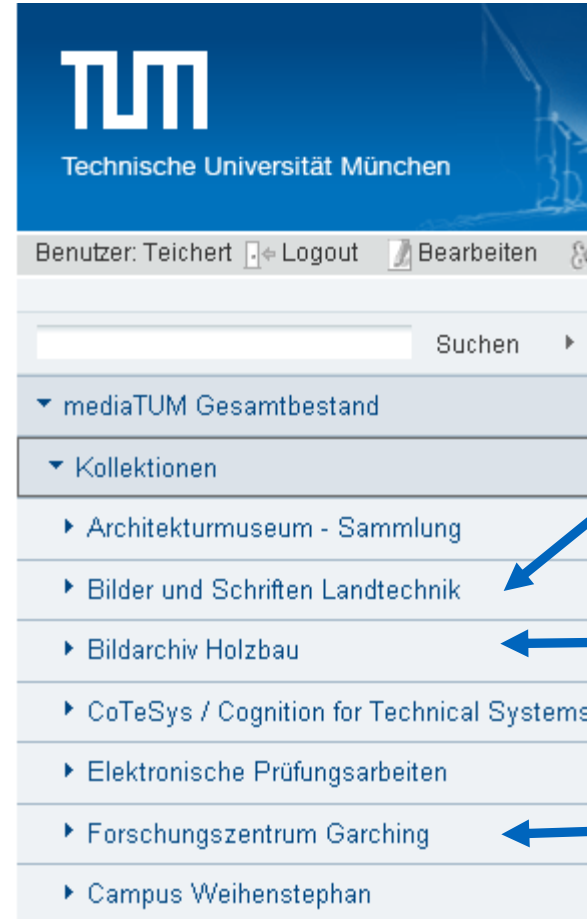 TUM
Technische Universität München
Benutzer: Teichert Logout Bearbeiten
Suchen
mediaTUM Gesamtbestand
Kollektionen
Architekturmuseum - Sammlung
Bilder und Schriften Landtechnik
Bildarchiv Holzbau
CoTeSys / Cognition for Technical Systems
Elektronische Prüfungsarbeiten
Forschungszentrum Garching
Campus Weihenstephan